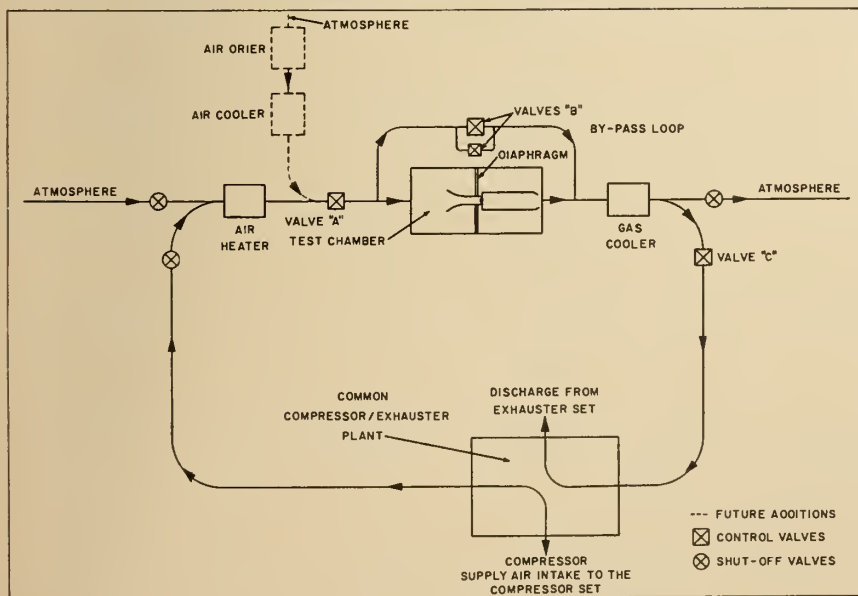 ATMOSPHERE
AIR ORIER
AIR COOLER
VALVES "B"
BY-PASS LOOP
OIAPHRAGM
ATMOSPHERE
ATMOSPHERE
VALVE "A"
TEST CHAMBER
AIR
HEATER
GAS
COOLER
VALVE "C"
COMMON
COMPRESSOR/EXHAUSTER
PLANT
DISCHARGE FROM
EXHAUSTER SET
COMPRESSOR
SUPPLY AIR INTAKE TO THE
COMPRESSOR SET
--- FUTURE AOOITIONS
CONTROL VALVES
SHUT-OFF VALVES